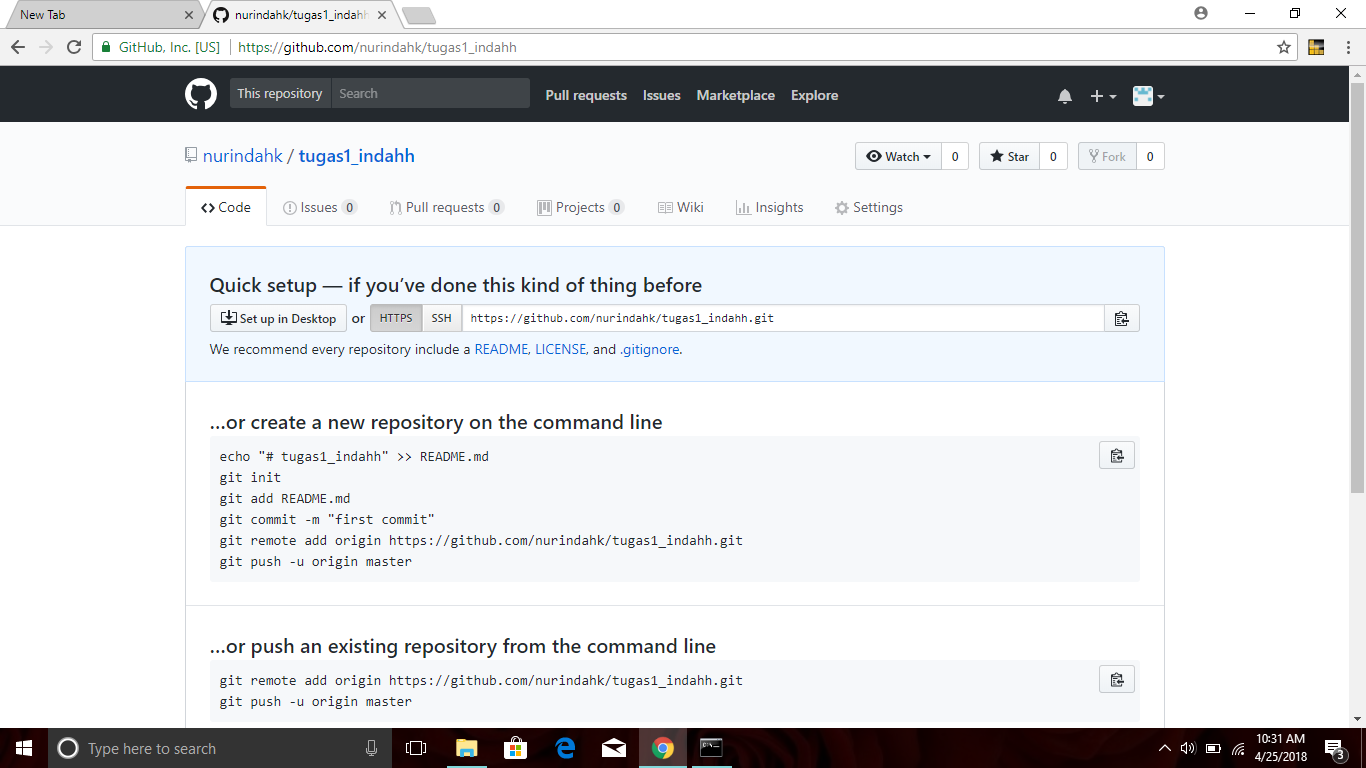 New Tab
nurindahk/tugas1_indahh
GitHub, Inc. [US] https://github.com/nurindahk/tugas1_indahh
This repository Search Pull requests Issues Marketplace Explore
nurindahk / tugas1_indahh
Watch 0 Star 0 Fork 0
Code Issues 0 Pull requests 0 Projects 0 Wiki Insights Settings
Quick setup — if you’ve done this kind of thing before
Set up in Desktop or HTTPS SSH https://github.com/nurindahk/tugas1_indahh.git
We recommend every repository include a README, LICENSE, and .gitignore.
…or create a new repository on the command line
echo "# tugas1_indahh" >> README.md
git init
git add README.md
git commit -m "first commit"
git remote add origin https://github.com/nurindahk/tugas1_indahh.git
git push -u origin master
…or push an existing repository from the command line
git remote add origin https://github.com/nurindahk/tugas1_indahh.git
git push -u origin master
Type here to search
10:31 AM
4/25/2018
3